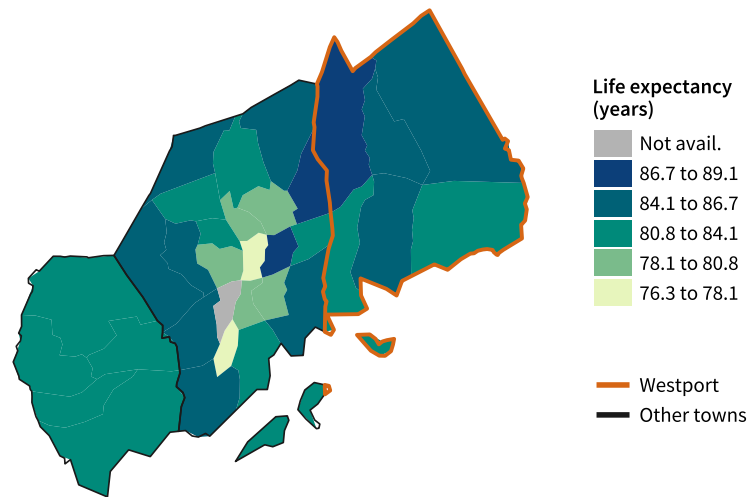 Life expectancy
(years)
Not avail.
86.7 to 89.1
84.1 to 86.7
80.8 to 84.1
78.1 to 80.8
76.3 to 78.1
Westport
Other towns